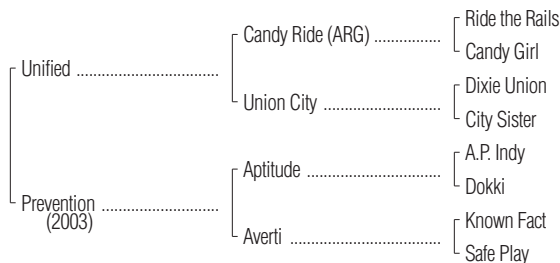 Ride the Rails
Candy Ride (ARG)
Candy Girl
Unified
Dixie Union
Union City
City Sister
A.P. Indy
Aptitude
Dokki
Prevention
(2003)
Known Fact
Averti
Safe Play